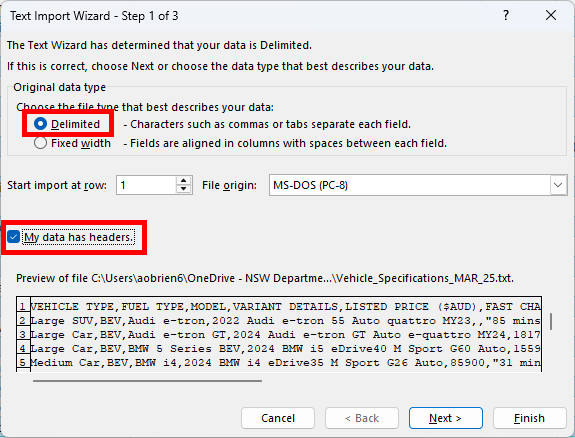 Text Import Wizard - Step 1 of 3
The Text Wizard has determined that your data is Delimited.
If this is correct, choose Next or choose the data type that best describes your data.
Original data type
Choose the file type that best describes your data:
Delimited - Characters such as commas or tabs separate each field.
Fixed width - Fields are aligned in columns with spaces between each field.
Start import at row: 1 File origin: MS-DOS (PC-8)
My data has headers.
Preview of file C:\Users\aobrien6\OneDrive - NSW Departme...\Vehicle_Specifications_MAR_25.txt.
1 VEHICLE TYPE,FUEL TYPE,MODEL,VARIANT DETAILS,LISTED PRICE ($AUD),FAST CHA
2 Large SUV,BEV,Audi e-tron,2022 Audi e-tron 55 Auto quattro MY23,,"85 mins
3 Large Car,BEV,Audi e-tron GT,2024 Audi e-tron GT Auto e-quattro MY24,1817
4 Large Car,BEV,BMW 5 Series BEV,2024 BMW i5 eDrive40 M Sport G60 Auto,1559
5 Medium Car,BEV,BMW i4,2024 BMW i4 eDrive35 M Sport G26 Auto,85900,"31 min
Cancel < Back Next > Finish